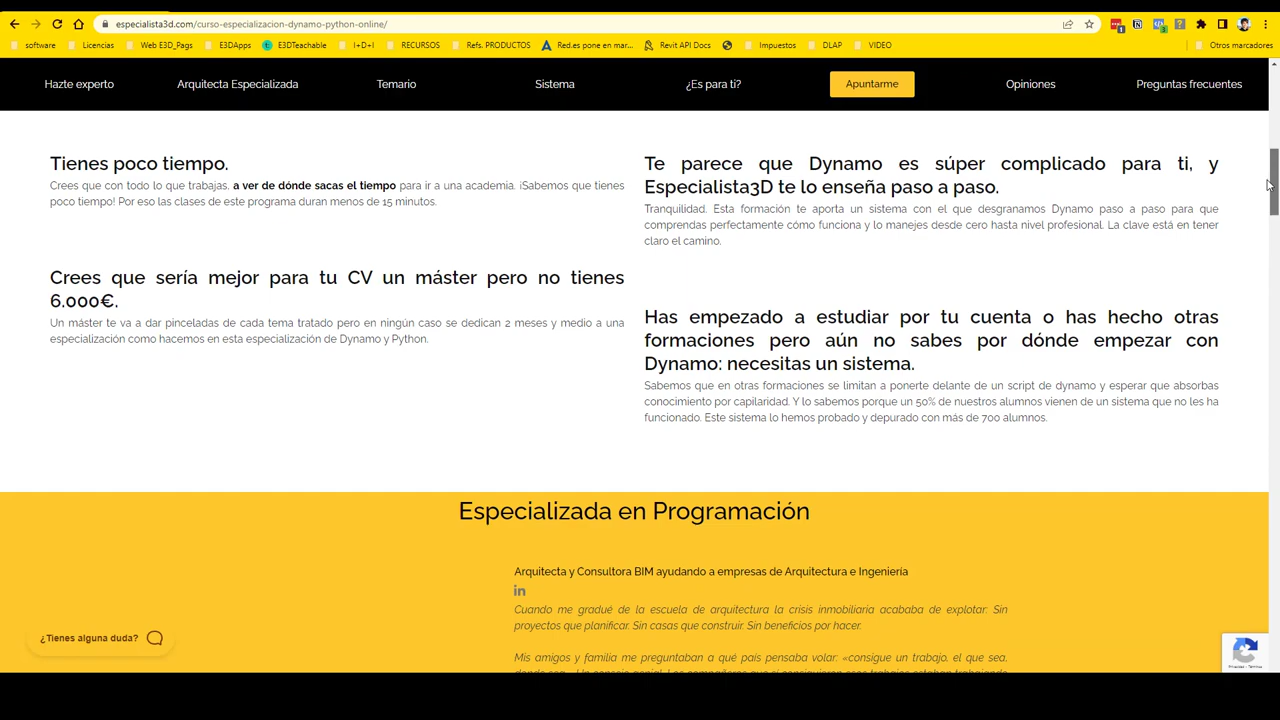 especialista3d.com/curso-especializacion-dynamo-python-online/
software Licencias Web E3D_Pags E3DApps E3DTeachable I+D+I RECURSOS Refs. PRODUCTOS Red.es pone en mar... Revit API Docs Impuestos DLAP VIDEO Otros marcadores
Hazte experto Arquitecta Especializada Temario Sistema ¿Es para ti? Apuntarme Opiniones Preguntas frecuentes
Tienes poco tiempo.
Crees que con todo lo que trabajas, a ver de dónde sacas el tiempo para ir a una academia. ¡Sabemos que tienes
poco tiempo! Por eso las clases de este programa duran menos de 15 minutos.
Crees que sería mejor para tu CV un máster pero no tienes
6.000€.
Un máster te va a dar pinceladas de cada tema tratado pero en ningún caso se dedican 2 meses y medio a una
especialización como hacemos en esta especialización de Dynamo y Python.
Te parece que Dynamo es súper complicado para ti, y
Especialista3D te lo enseña paso a paso.
Tranquilidad. Esta formación te aporta un sistema con el que desgranamos Dynamo paso a paso para que
comprendas perfectamente cómo funciona y lo manejes desde cero hasta nivel profesional. La clave está en tener
claro el camino.
Has empezado a estudiar por tu cuenta o has hecho otras
formaciones pero aún no sabes por dónde empezar con
Dynamo: necesitas un sistema.
Sabemos que en otras formaciones se limitan a ponerte delante de un script de dynamo y esperar que absorbas
conocimiento por capilaridad. Y lo sabemos porque un 50% de nuestros alumnos vienen de un sistema que no les ha
funcionado. Este sistema lo hemos probado y depurado con más de 700 alumnos.
Especializada en Programación
Arquitecta y Consultora BIM ayudando a empresas de Arquitectura e Ingeniería
in
Cuando me gradué de la escuela de arquitectura la crisis inmobiliaria acababa de explotar. Sin
proyectos que planificar. Sin casas que construir. Sin beneficios por hacer.
Mis amigos y familia me preguntaban a qué país pensaba volar: «consigue un trabajo, el que sea,
¿Tienes alguna duda?